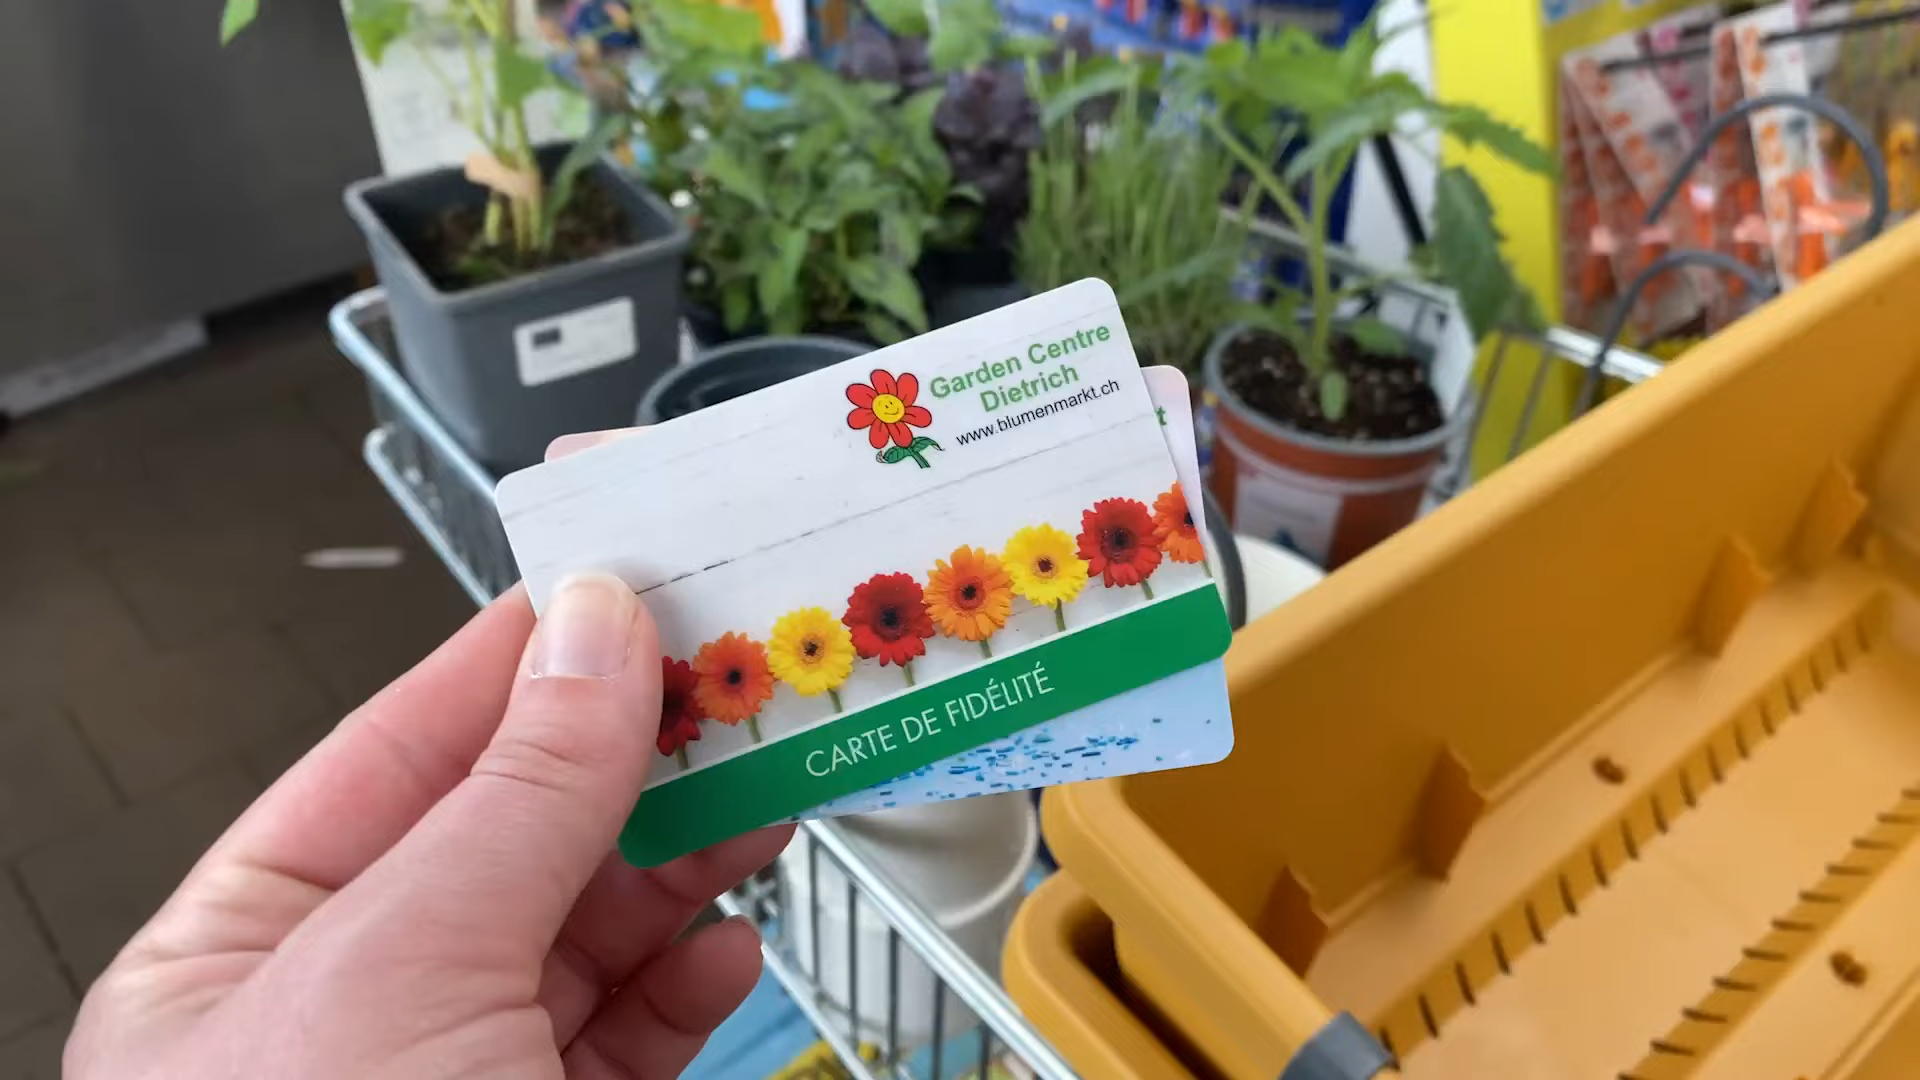 Garden Centre
Dietrich
www.blumenmarkt.ch
t
CARTE DE FIDÉLITÉ